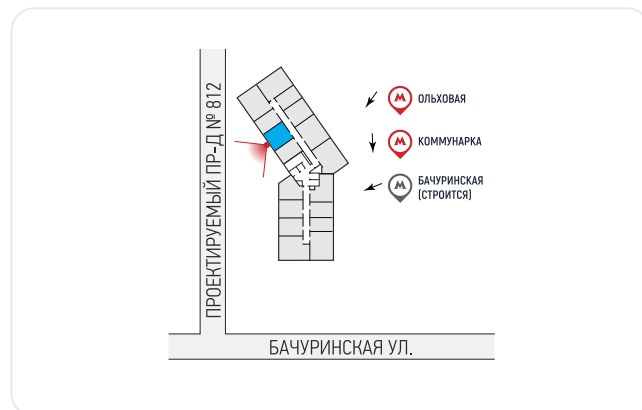 ПРОЕКТИРУЕМЫЙ ПР-Д № 812
М ОЛЬХОВАЯ
М КОММУНАРКА
М БАЧУРИНСКАЯ
(СТРОИТСЯ)
БАЧУРИНСКАЯ УЛ.